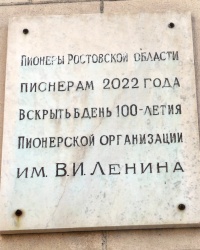 Пионеры Ростовской области
пионерам 2022 года
Вскрыть в день 100-летия
Пионерской организации
им. В.И. Ленина